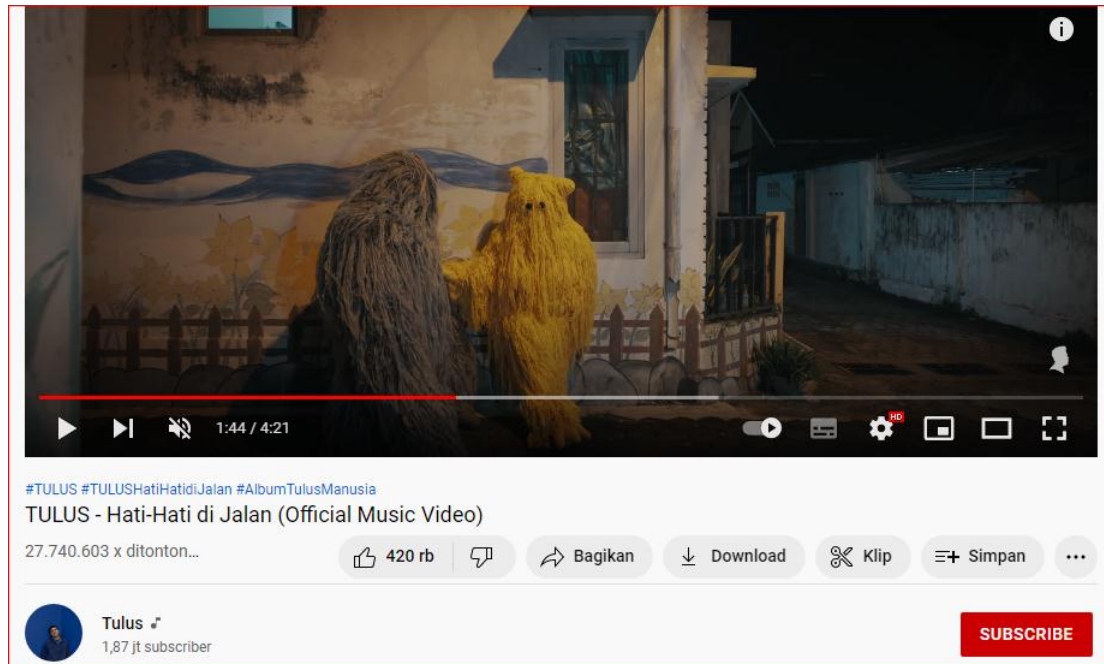 1:44 / 4:21
HD
#TULUS #TULUSHatiHatidiJalan #AlbumTulusManusia
TULUS - Hati-Hati di Jalan (Official Music Video)
27.740.603 x ditonton...
420 rb
Bagikan
Download
Klip
Simpan
Tulus
1,87 jt subscriber
SUBSCRIBE